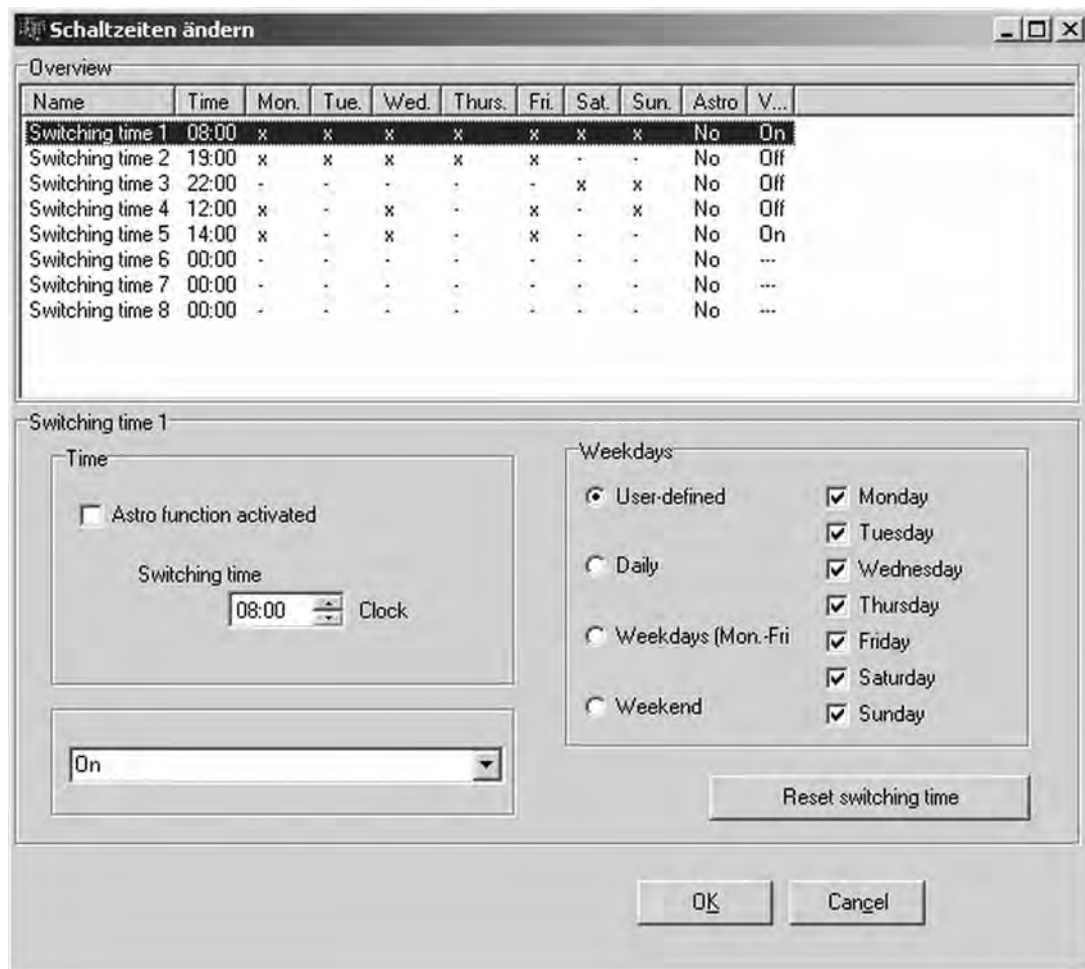 Schaltzeiten ändern
Overview
Name Time Mon. Tue. Wed. Thurs. Fri. Sat. Sun. Astro V...
Switching time 1 08:00 x x x x x x x No On
Switching time 2 19:00 x x x x x - - No Off
Switching time 3 22:00 - - - - - x x No Off
Switching time 4 12:00 x - x - x - x No Off
Switching time 5 14:00 x - x - x - - No On
Switching time 6 00:00 - - - - - - - No ---
Switching time 7 00:00 - - - - - - - No ---
Switching time 8 00:00 - - - - - - - No ---
Switching time 1
Time
Astro function activated
Switching time
08:00 Clock
On
Weekdays
User-defined
Daily
Weekdays (Mon.-Fri
Weekend
Monday
Tuesday
Wednesday
Thursday
Friday
Saturday
Sunday
Reset switching time
OK
Cancel